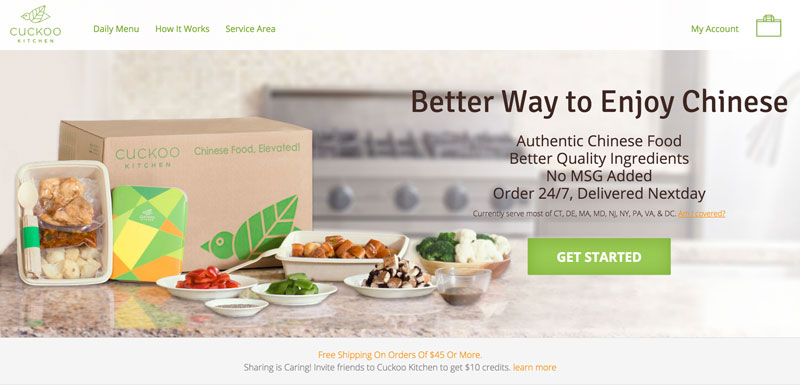 CUCKOO
KITCHEN
Daily Menu How It Works Service Area
My Account
Better Way to Enjoy Chinese
Authentic Chinese Food
Better Quality Ingredients
No MSG Added
Order 24/7, Delivered Nextday
Currently serve most of CT, DE, MA, MD, NJ, NY, PA, VA, & DC. Am I covered?
GET STARTED
CUCKOO
KITCHEN
Chinese Food, Elevated!
CUCKOO
KITCHEN
Free Shipping On Orders Of $45 Or More.
Sharing is Caring! Invite friends to Cuckoo Kitchen to get $10 credits. learn more